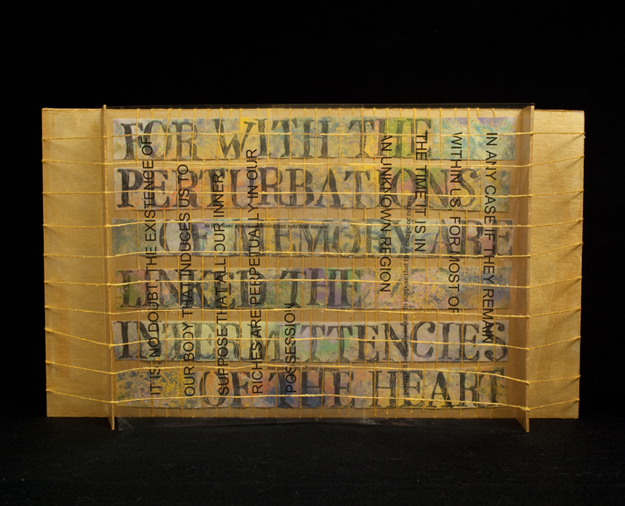 FOR WITH THE
PERTURBATIONS
OF MEMORY ARE
LINKED THE
INTERMITTENCIES
OF THE HEART
IT IS NO DOUBT THE EXISTENCE OF
OUR BODY THAT INDUCES US TO
SUPPOSE THAT ALL OUR INNER
RICHES ARE PERPETUALLY IN OUR
POSSESSION
IN ANY CASE IF THEY REMAIN
WITHIN US FOR MOST OF
THE TIME IT IS IN
AN UNKNOWN REGION